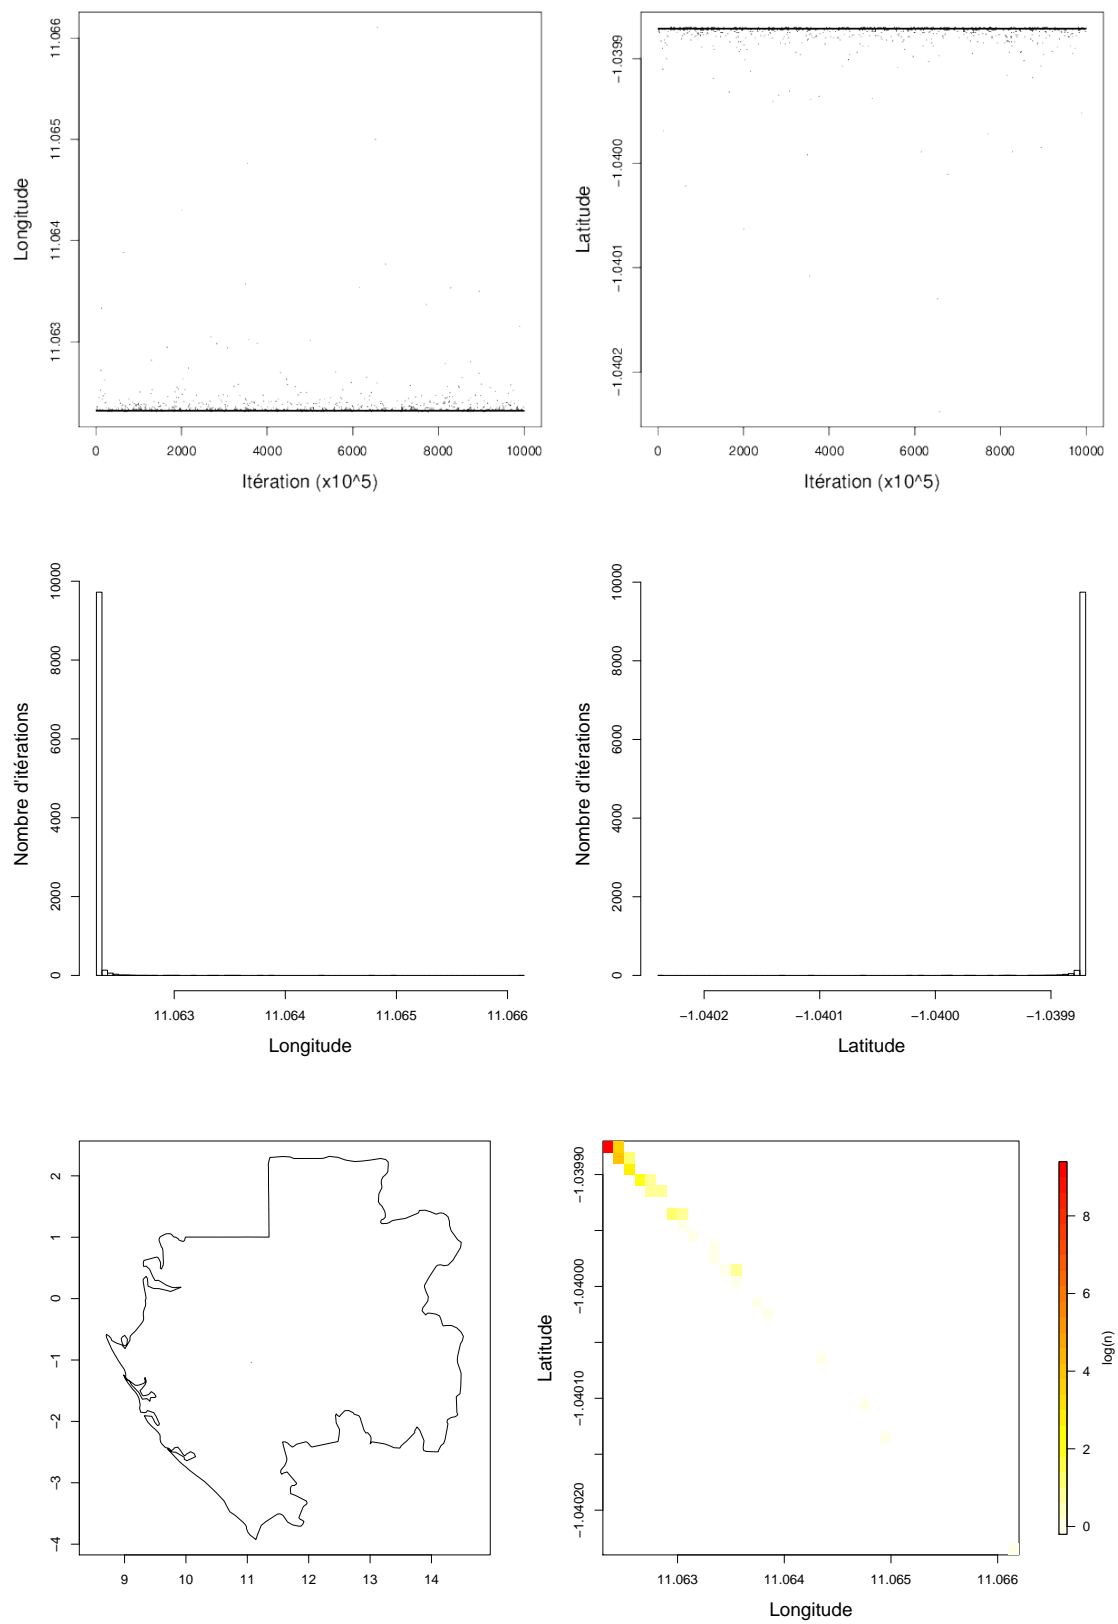 11.066
11.065
11.064
11.063
Longitude
0 2000 4000 6000 8000 10000
Itération (x10^5)
−1.0399
−1.0400
−1.0401
−1.0402
Latitude
0 2000 4000 6000 8000 10000
Itération (x10^5)
10000
8000
6000
4000
2000
0
Nombre d'itérations
11.063 11.064 11.065 11.066
Longitude
10000
8000
6000
4000
2000
0
Nombre d'itérations
−1.0402 −1.0401 −1.0400 −1.0399
Latitude
2
1
0
−1
−2
−3
−4
9 10 11 12 13 14
−1.03990
−1.04000
−1.04010
−1.04020
Latitude
11.063 11.064 11.065 11.066
Longitude
8
6
4
2
0
log(n)